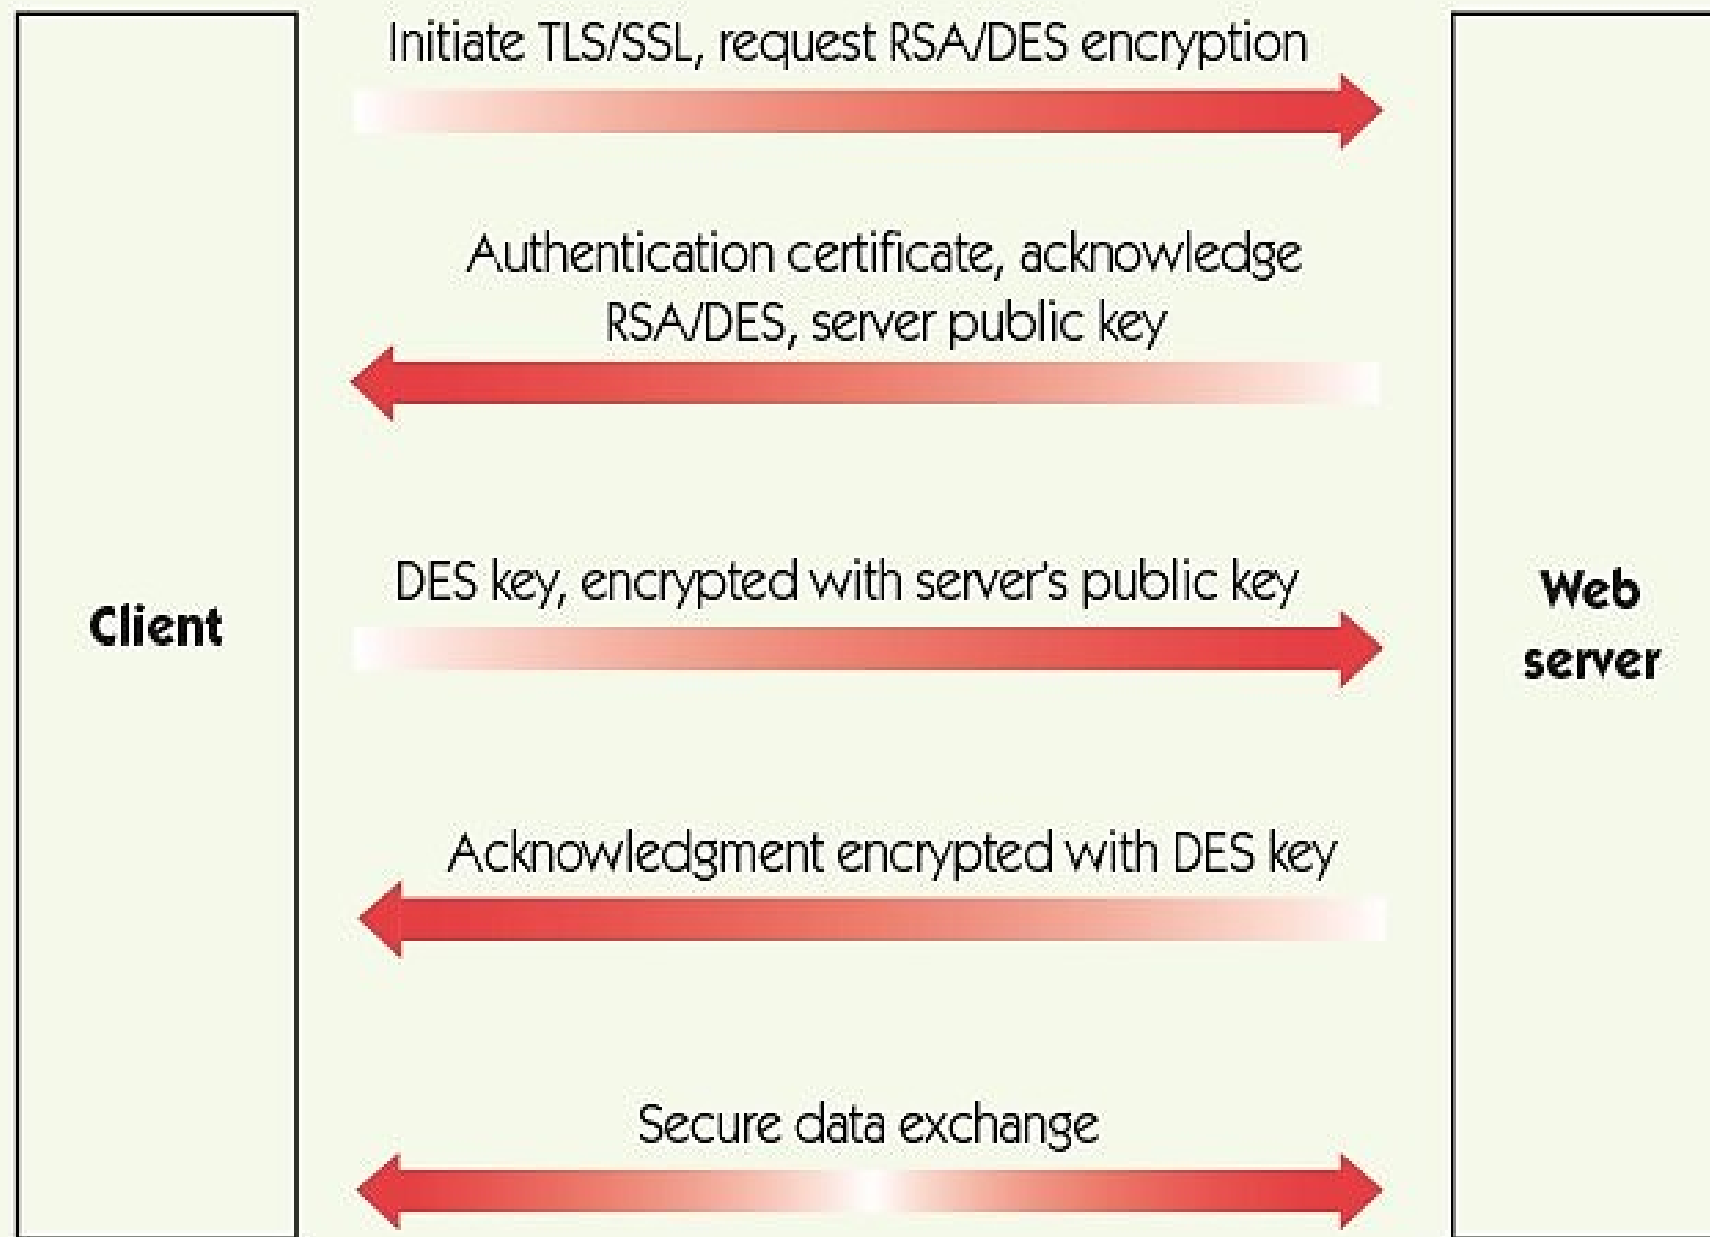 Initiate TLS/SSL, request RSA/DES encryption
Authentication certificate, acknowledge
RSA/DES, server public key
DES key, encrypted with server's public key
Client
Web
server
Acknowledgment encrypted with DES key
Secure data exchange